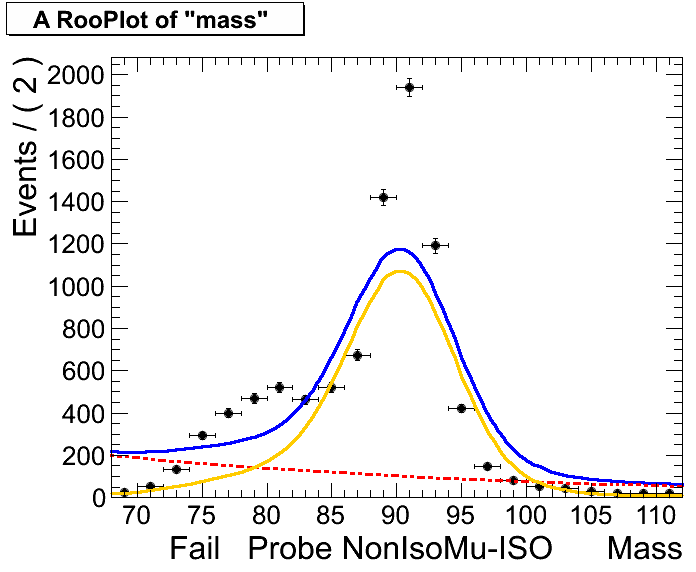 A RooPlot of "mass"
Events / ( 2 )
2000
1800
1600
1400
1200
1000
800
600
400
200
0
70 75 80 85 90 95 100 105 110
Fail Probe NonIsoMu-ISO Mass